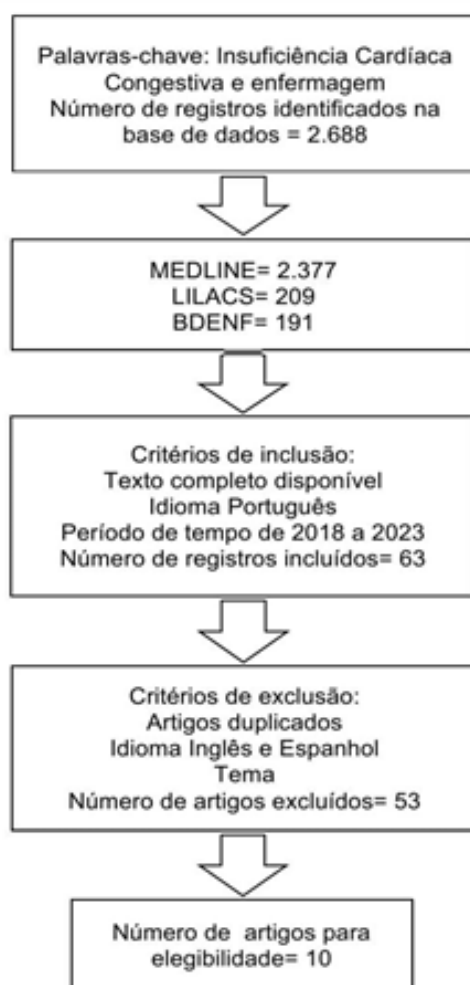 Palavras-chave: Insuficiência Cardíaca
Congestiva e enfermagem
Número de registros identificados na
base de dados = 2.688
MEDLINE= 2.377
LILACS= 209
BDENF= 191
Critérios de inclusão:
Texto completo disponível
Idioma Português
Período de tempo de 2018 a 2023
Número de registros incluídos= 63
Critérios de exclusão:
Artigos duplicados
Idioma Inglês e Espanhol
Tema
Número de artigos excluídos= 53
Número de artigos para
elegibilidade= 10